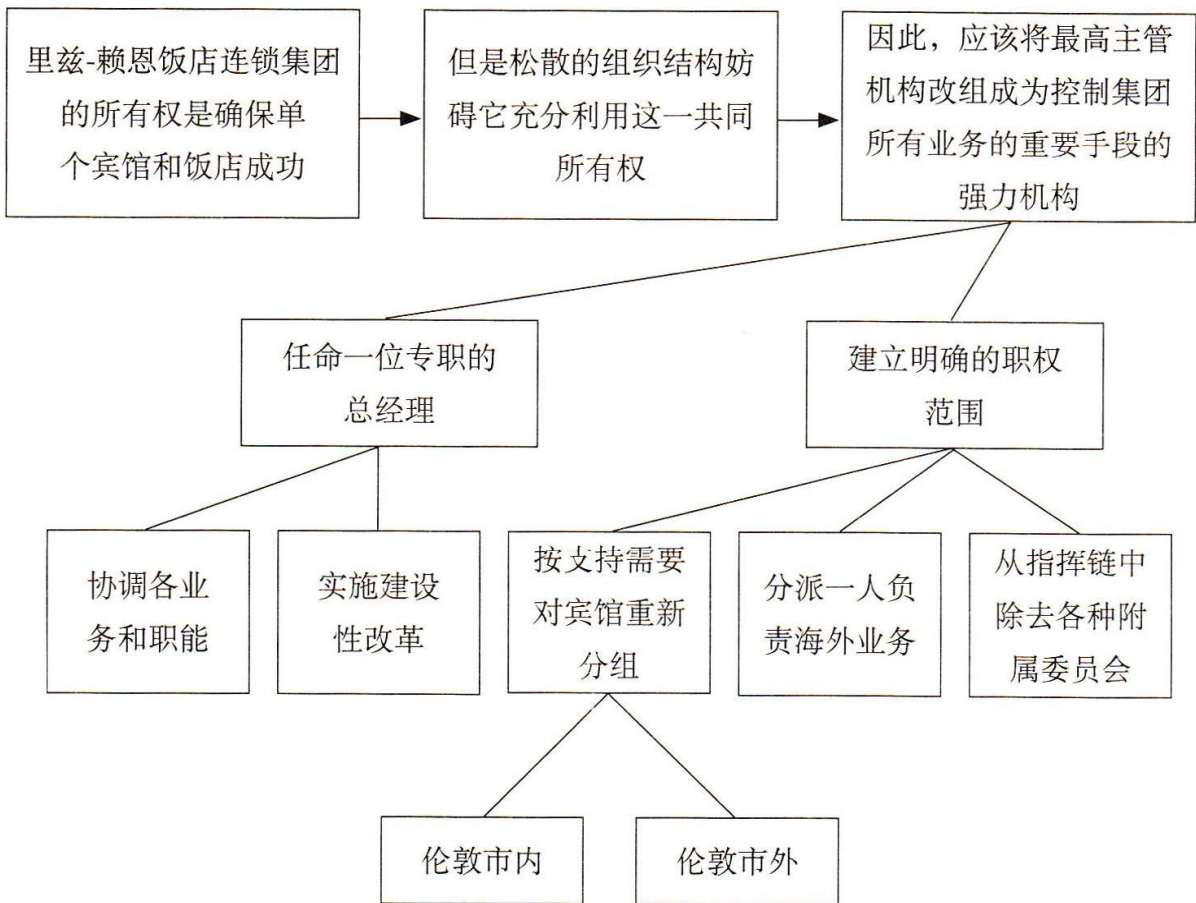 里兹-赖恩饭店连锁集团
的所有权是确保单
个宾馆和饭店成功
但是松散的组织结构妨
碍它充分利用这一共同
所有权
因此，应该将最高主管
机构改组成为控制集团
所有业务的重要手段的
强力机构
任命一位专职的
总经理
建立明确的职权
范围
协调各业
务和职能
实施建设
性改革
按支持需要
对宾馆重新
分组
分派一人负
责海外业务
从指挥链中
除去各种附
属委员会
伦敦市内
伦敦市外